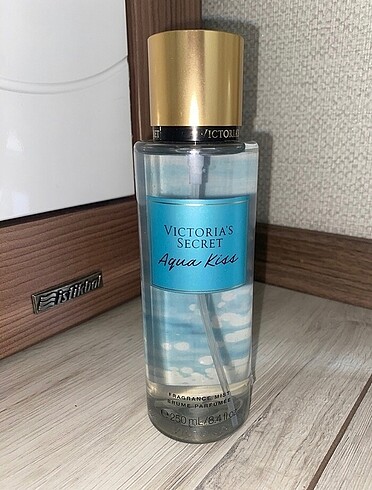 VICTORIA'S
SECRET
Aqua Kiss
FRAGRANCE MIST
BRUME PARFUMÉE
250 mL/8.4 fl oz
istikbal